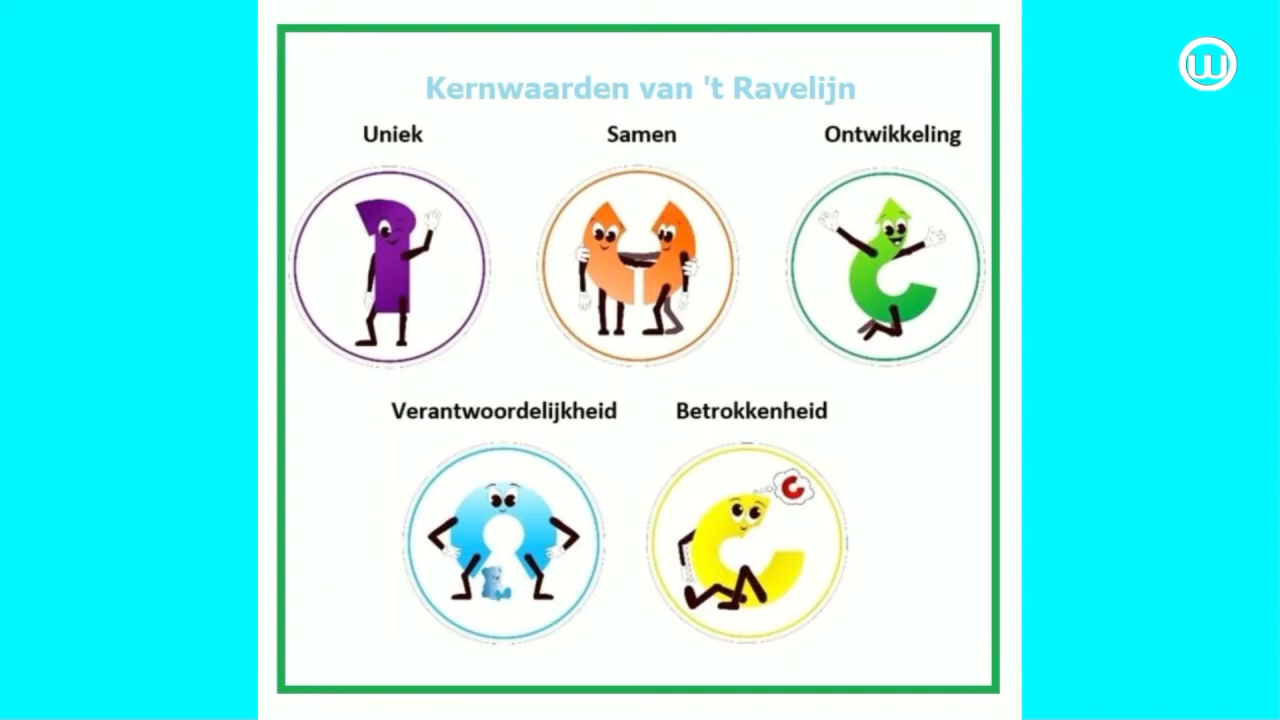 Kernwaarden van 't Ravelijn
Uniek
Samen
Ontwikkeling
Verantwoordelijkheid
Betrokkenheid